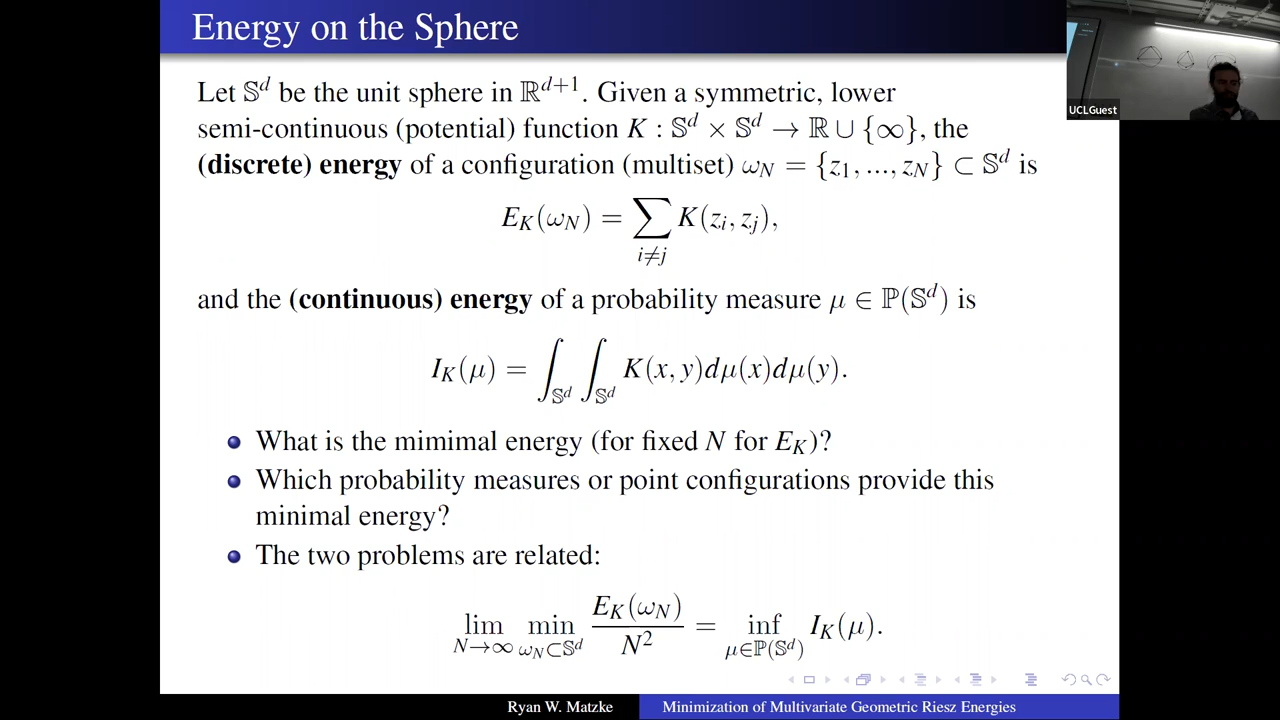 Energy on the Sphere
UCLGuest
Let 𝕊^d be the unit sphere in ℝ^{d+1}. Given a symmetric, lower
semi-continuous (potential) function K : 𝕊^d × 𝕊^d → ℝ ∪ {∞}, the
(discrete) energy of a configuration (multiset) ω_N = {z_1, ..., z_N} ⊂ 𝕊^d is
E_K(ω_N) = ∑_{i≠j} K(z_i, z_j),
and the (continuous) energy of a probability measure μ ∈ ℙ(𝕊^d) is
I_K(μ) = ∫_{𝕊^d} ∫_{𝕊^d} K(x, y)dμ(x)dμ(y).
What is the mimimal energy (for fixed N for E_K)?
Which probability measures or point configurations provide this
minimal energy?
The two problems are related:
lim_{N→∞} min_{ω_N⊂𝕊^d} E_K(ω_N)/N^2 = inf_{μ∈ℙ(𝕊^d)} I_K(μ).
Ryan W. Matzke
Minimization of Multivariate Geometric Riesz Energies